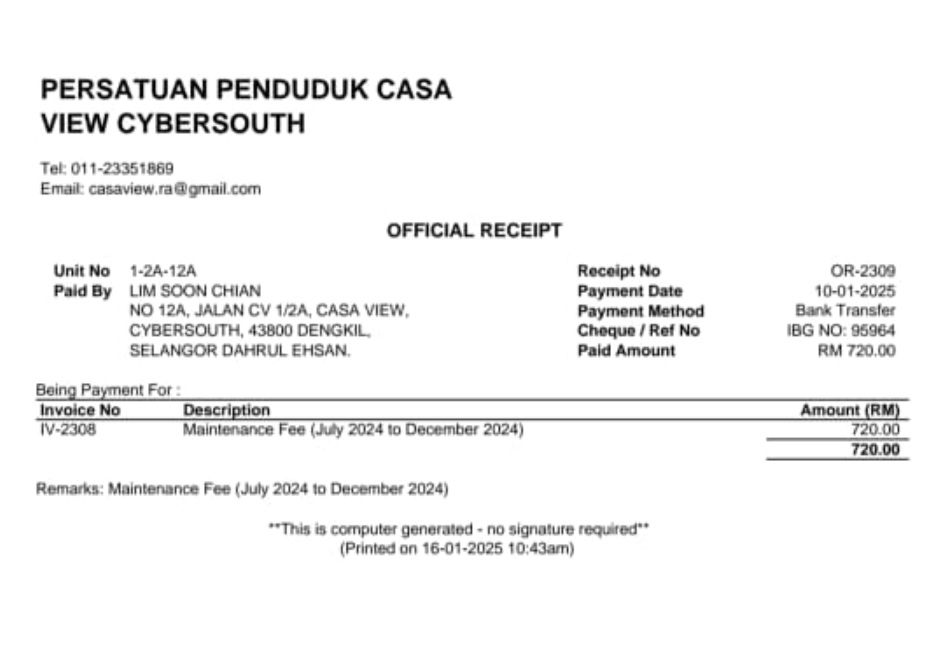 PERSATUAN PENDUDUK CASA
VIEW CYBERSOUTH
Tel: 011-23351869
Email: casaview.ra@gmail.com
OFFICIAL RECEIPT
Unit No 1-2A-12A Receipt No OR-2309
Paid By LIM SOON CHIAN Payment Date 10-01-2025
NO 12A, JALAN CV 1/2A, CASA VIEW, Payment Method Bank Transfer
CYBERSOUTH, 43800 DENGKIL, Cheque / Ref No IBG NO: 95964
SELANGOR DAHRUL EHSAN. Paid Amount RM 720.00
Being Payment For :
Invoice No Description Amount (RM)
IV-2308 Maintenance Fee (July 2024 to December 2024) 720.00
720.00
Remarks: Maintenance Fee (July 2024 to December 2024)
**This is computer generated - no signature required**
(Printed on 16-01-2025 10:43am)